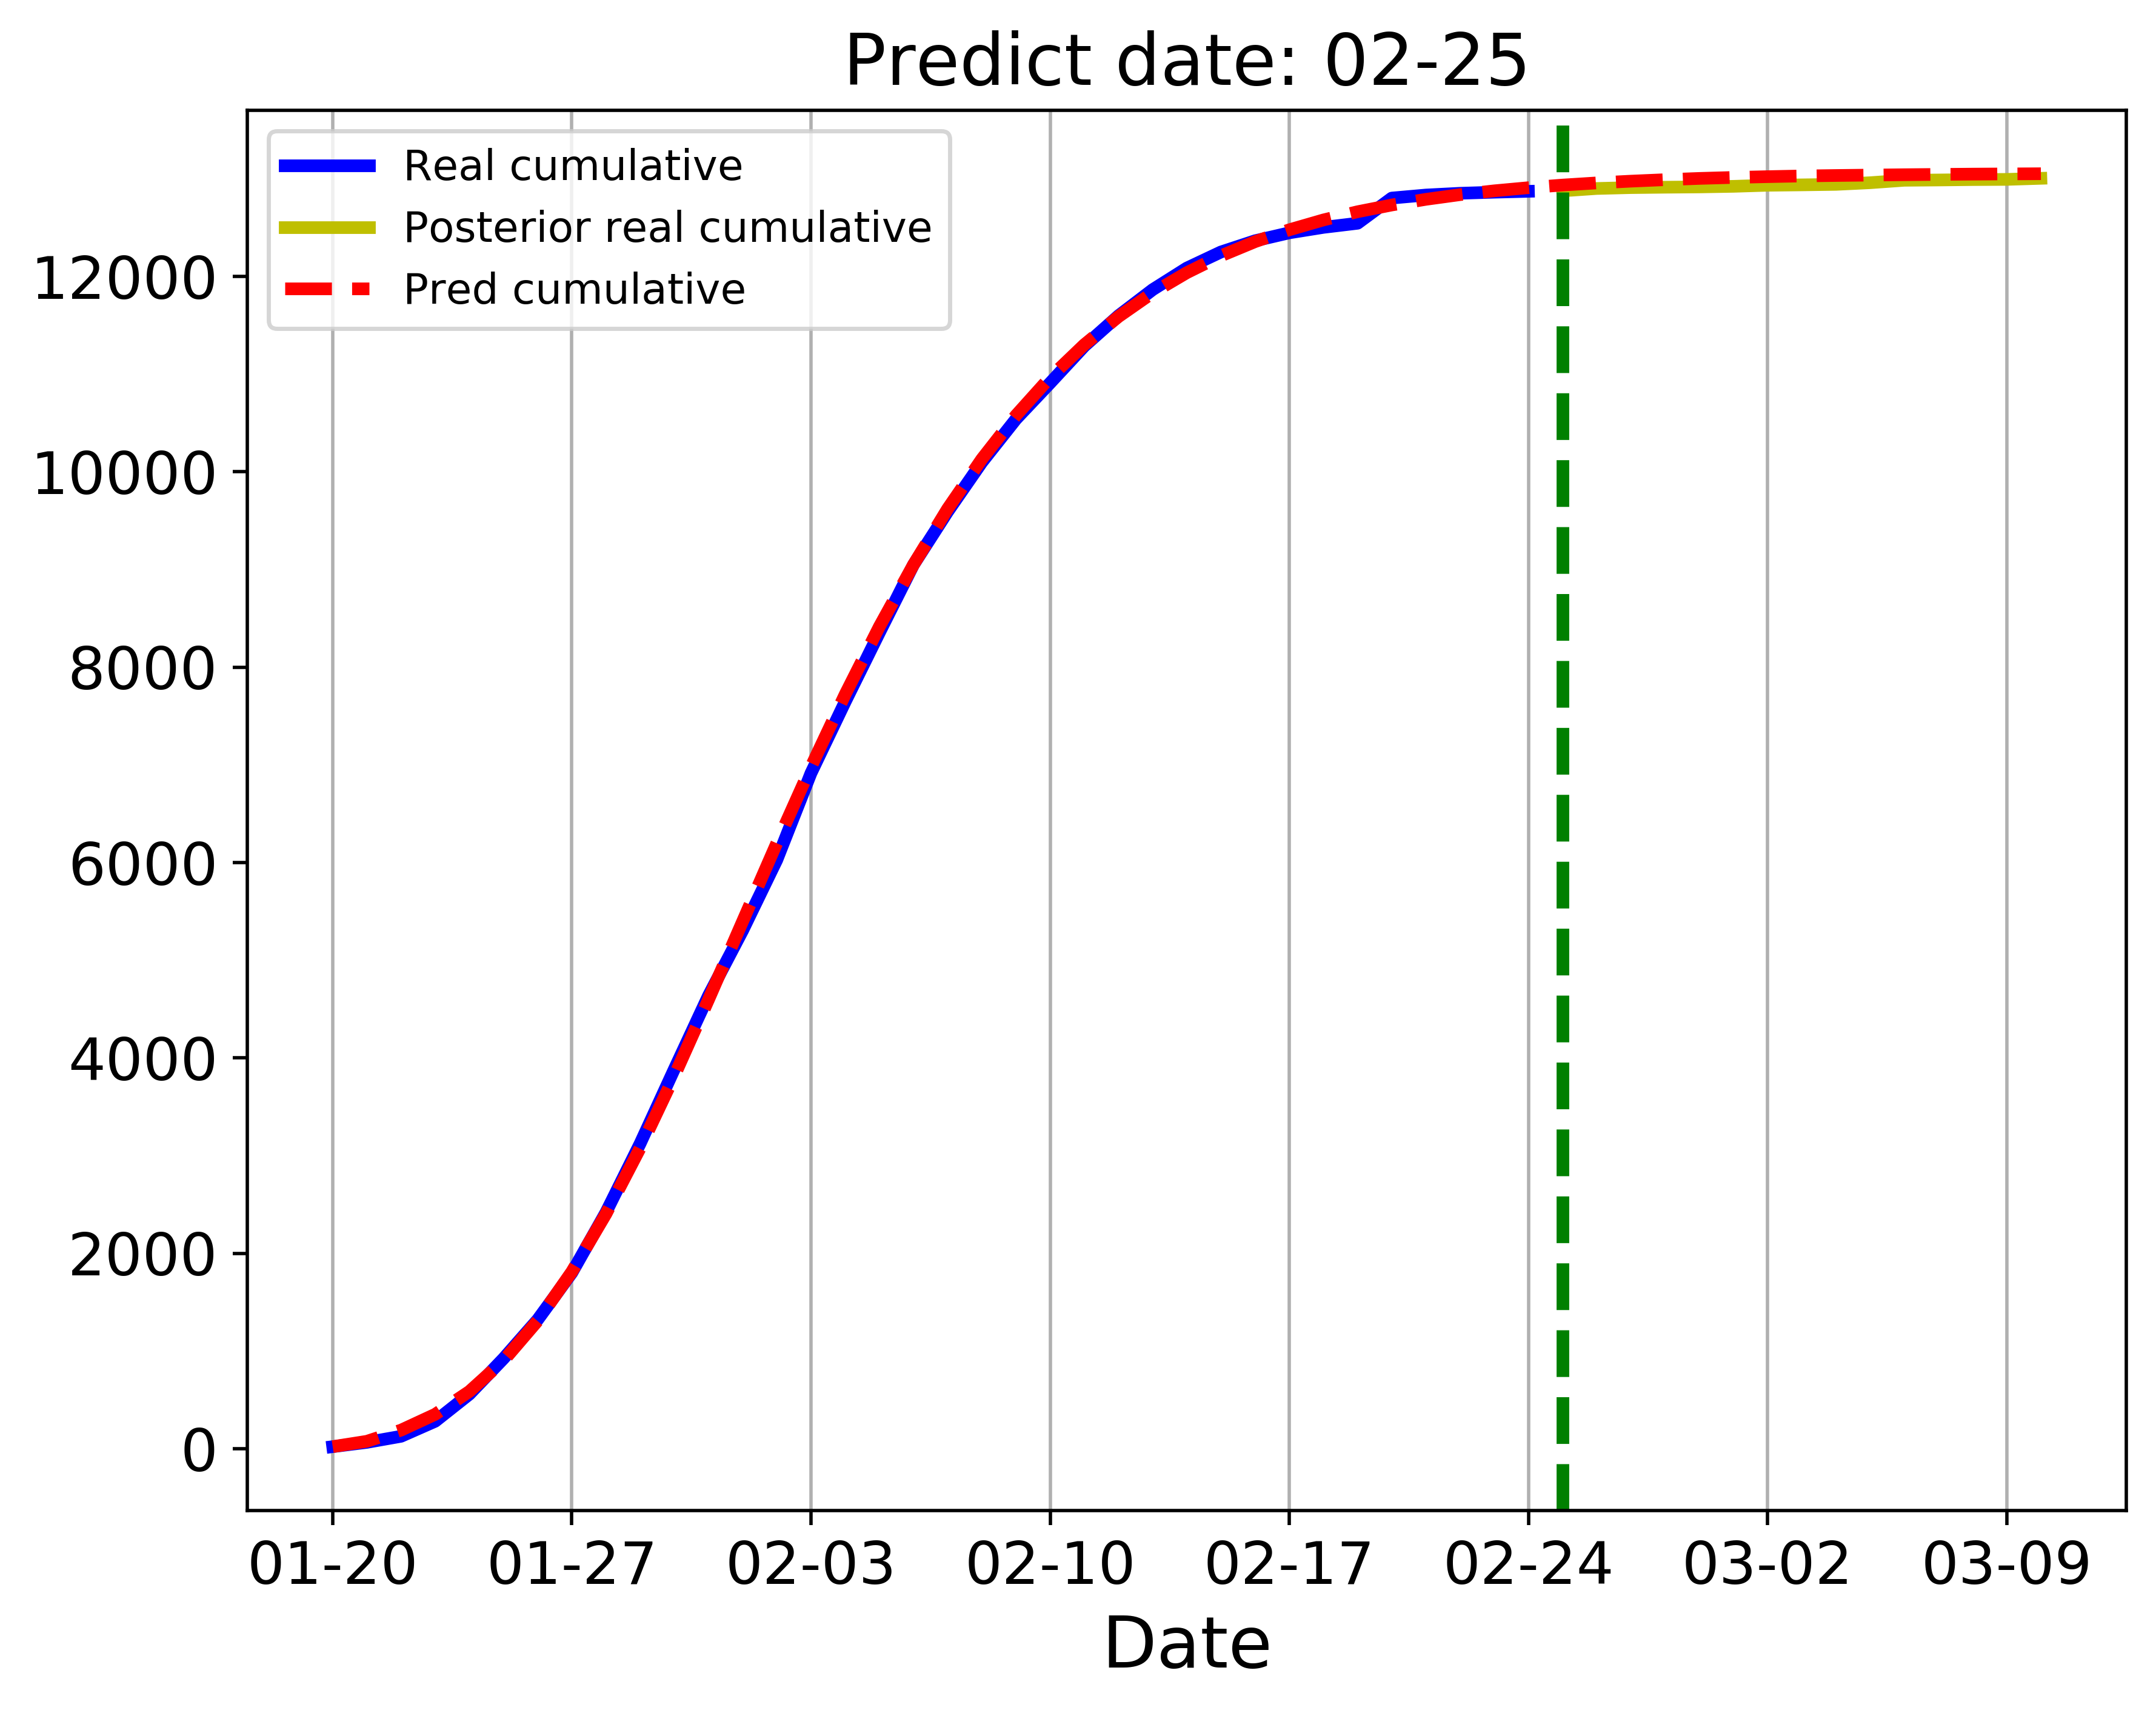 Predict date: 02-25
Real cumulative
Posterior real cumulative
Pred cumulative
12000
10000
8000
6000
4000
2000
0
01-20 01-27 02-03 02-10 02-17 02-24 03-02 03-09
Date